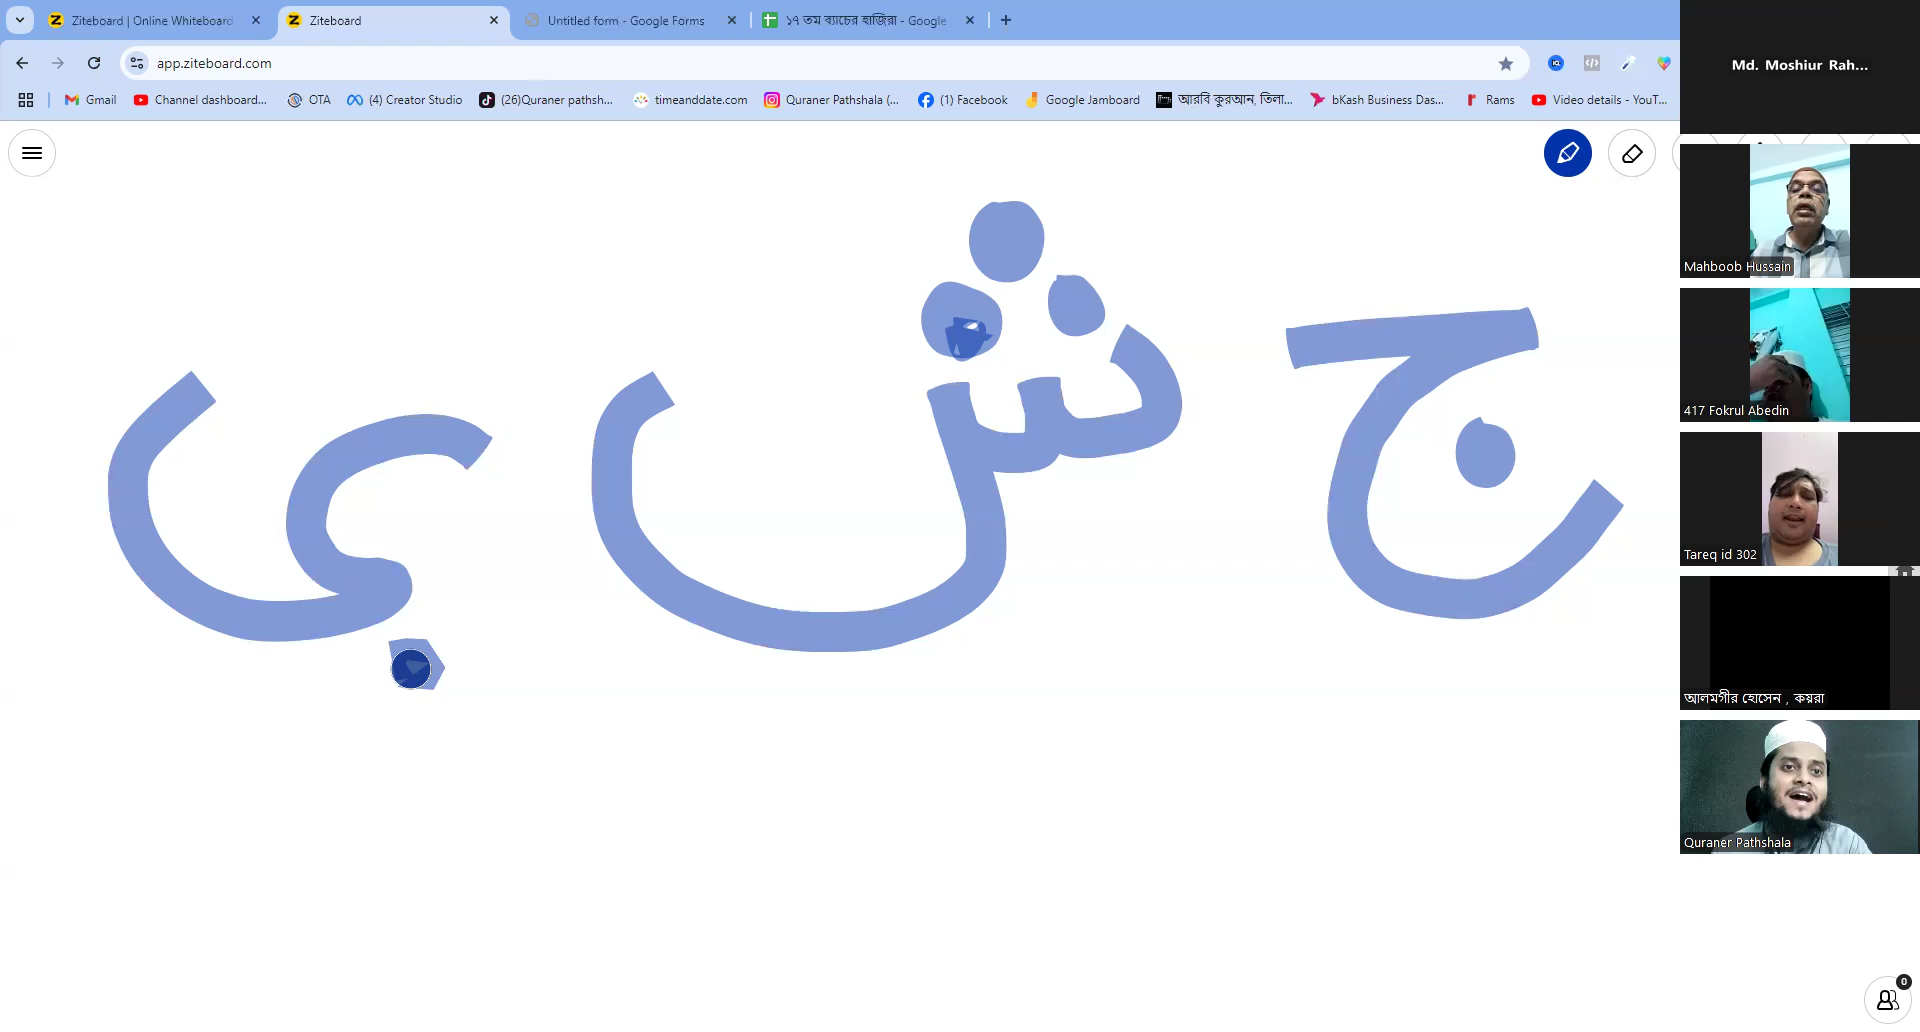 Ziteboard | Online Whiteboard
Ziteboard
Untitled form - Google Forms
১৭ তম ব্যাচের হাজিরা - Google
app.ziteboard.com
Gmail
Channel dashboard...
OTA
(4) Creator Studio
(26)Quraner pathsh...
timeanddate.com
Quraner Pathshala (...
(1) Facebook
Google Jamboard
আরবি কুরআন, তিলা...
bKash Business Das...
Rams
Video details - YouT...
ج ش ي
Md. Moshiur Rah...
Mahboob Hussain
417 Fokrul Abedin
Tareq id 302
আলমগীর হোসেন , কয়রা
Quraner Pathshala
0